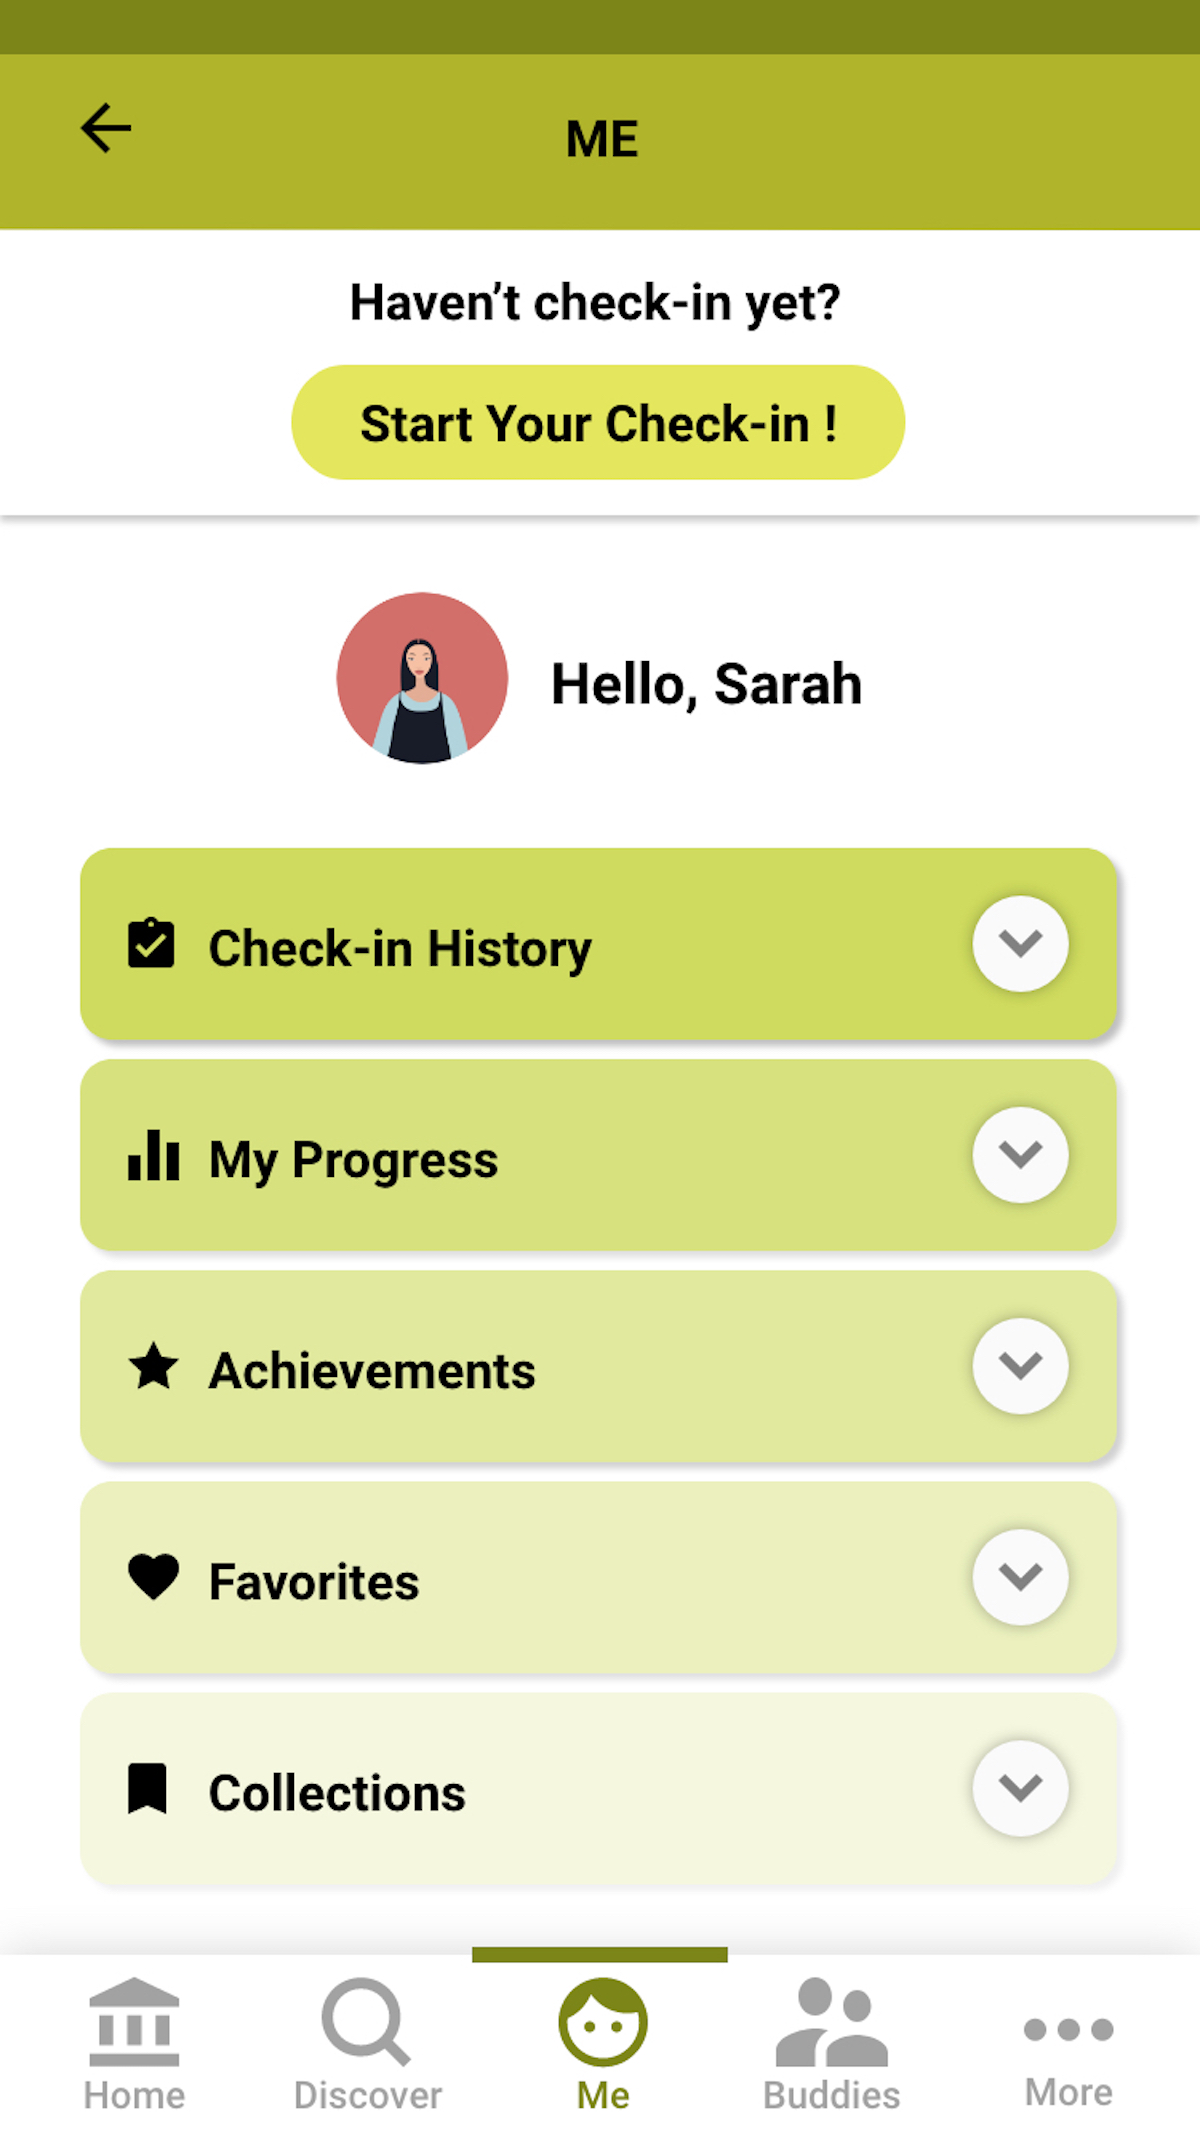 ME
Haven’t check-in yet?
Start Your Check-in !
Hello, Sarah
Check-in History
My Progress
Achievements
Favorites
Collections
Home
Discover
Me
Buddies
More